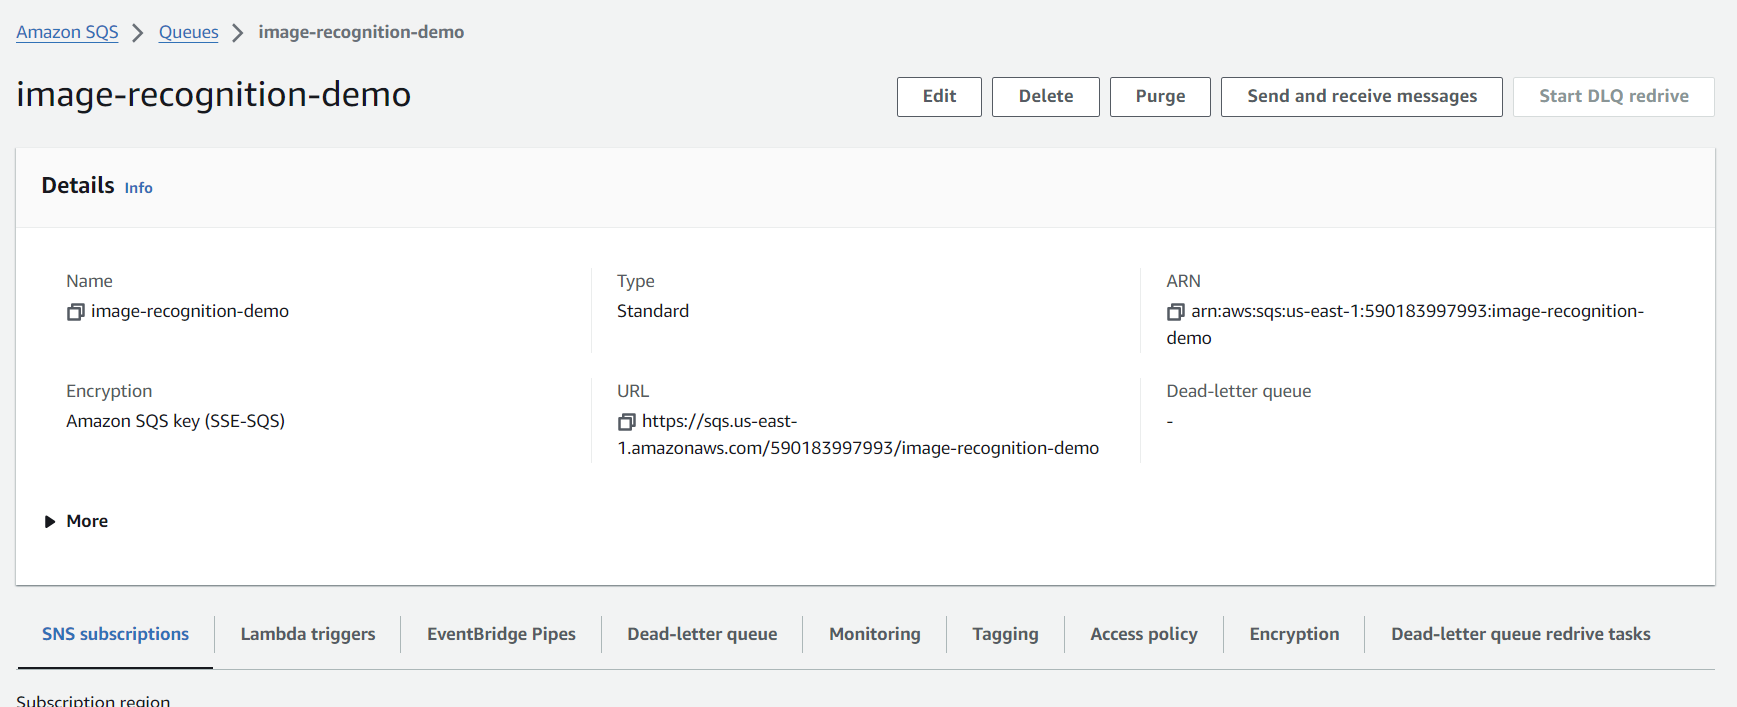 Amazon SQS > Queues > image-recognition-demo
image-recognition-demo
Edit Delete Purge Send and receive messages Start DLQ redrive
Details Info
Name
image-recognition-demo
Type
Standard
ARN
arn:aws:sqs:us-east-1:590183997993:image-recognition-
demo
Encryption
Amazon SQS key (SSE-SQS)
URL
https://sqs.us-east-
1.amazonaws.com/590183997993/image-recognition-demo
Dead-letter queue
-
More
SNS subscriptions Lambda triggers EventBridge Pipes Dead-letter queue Monitoring Tagging Access policy Encryption Dead-letter queue redrive tasks
Subscription region